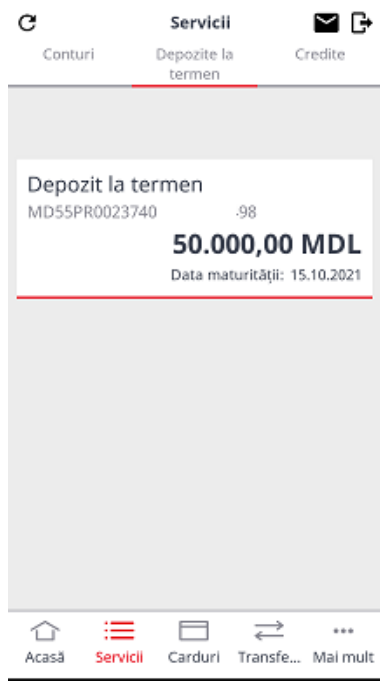 Servicii
Conturi
Depozite la
termen
Credite
Depozit la termen
MD55PR0023740 -98
50.000,00 MDL
Data maturității: 15.10.2021
Acasă Servicii Carduri Transfe... Mai mult